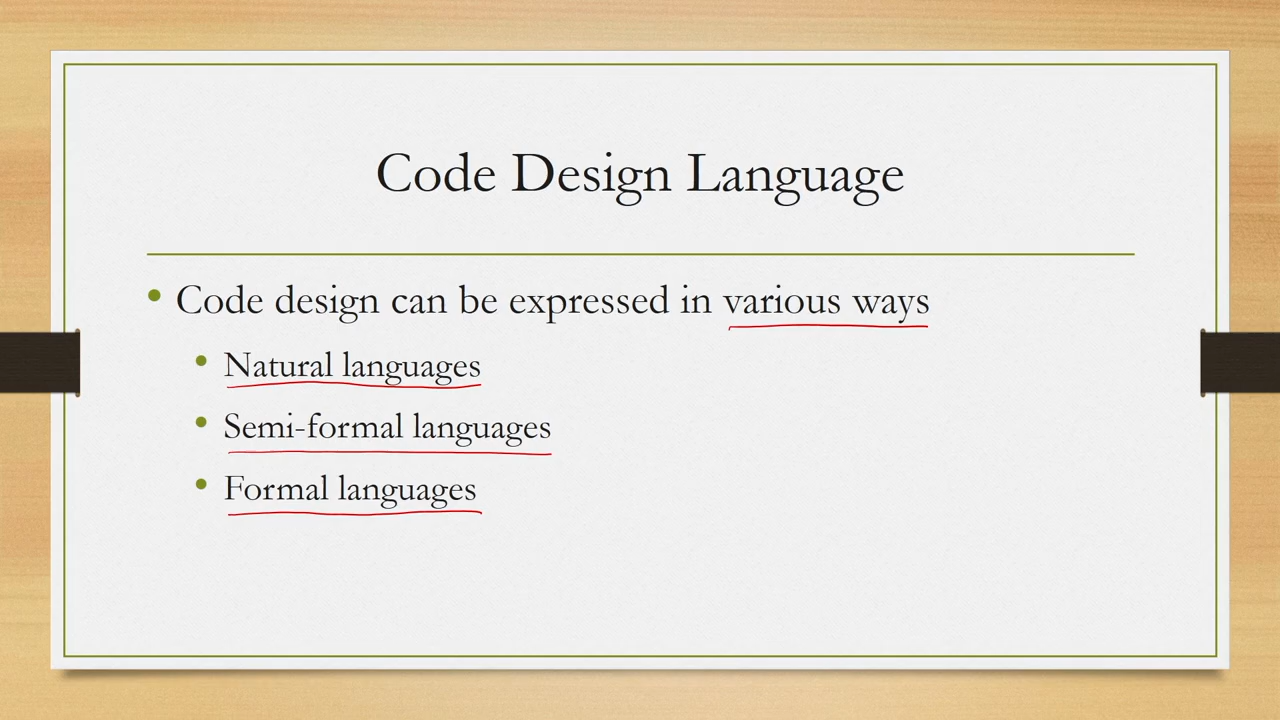 Code Design Language
• Code design can be expressed in various ways
• Natural languages
• Semi-formal languages
• Formal languages